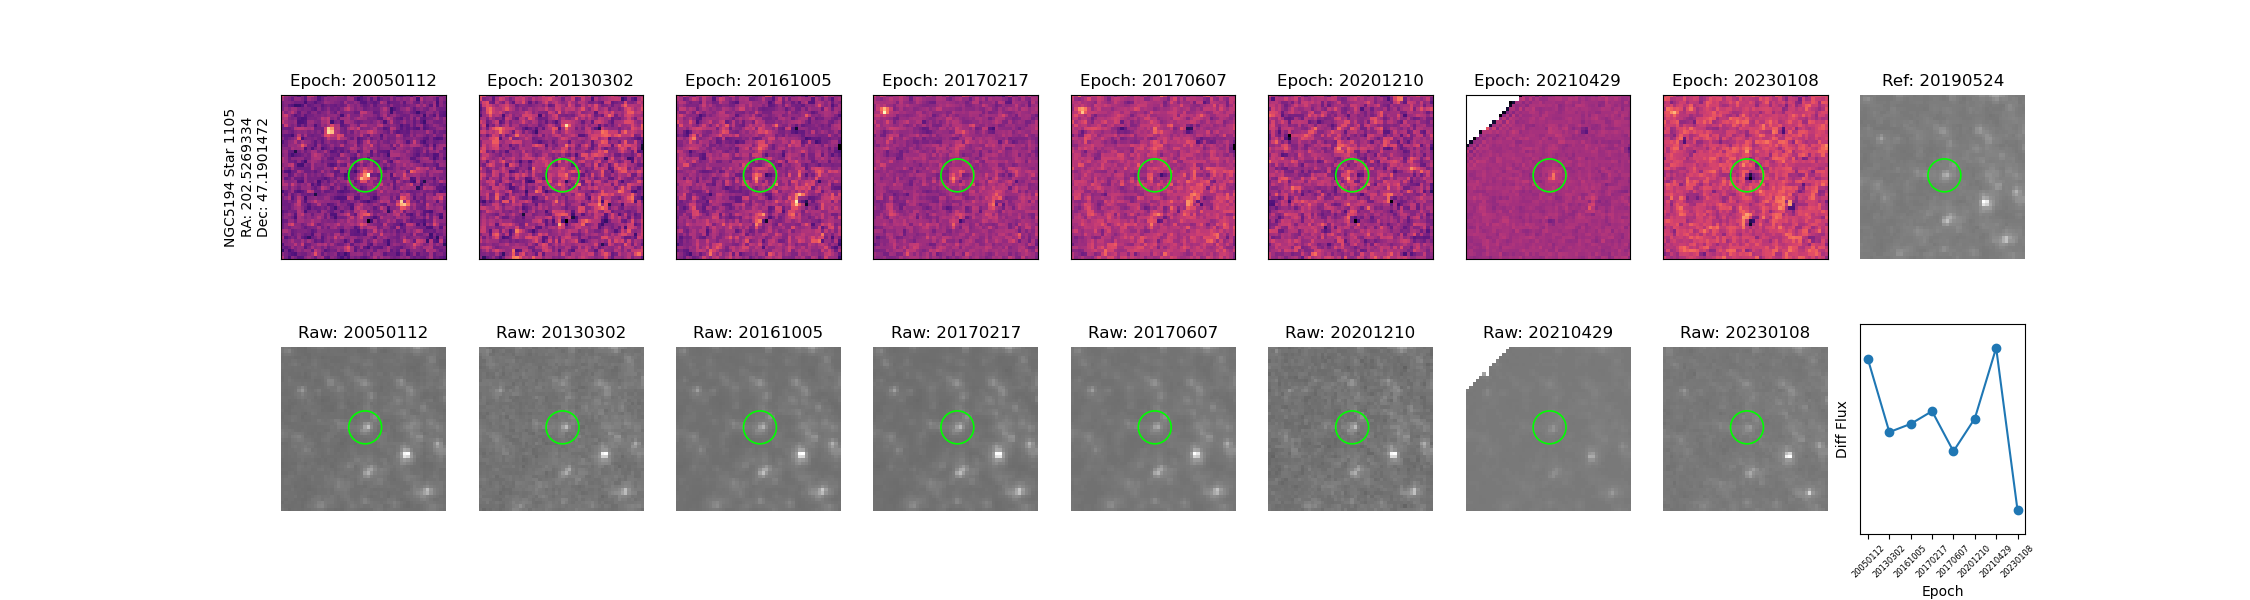 Epoch: 20050112
Epoch: 20130302
Epoch: 20161005
Epoch: 20170217
Epoch: 20170607
Epoch: 20201210
Epoch: 20210429
Epoch: 20230108
Ref: 20190524
NGC5194 Star 1105
RA: 202.5269334
Dec: 47.1901472
Raw: 20050112
Raw: 20130302
Raw: 20161005
Raw: 20170217
Raw: 20170607
Raw: 20201210
Raw: 20210429
Raw: 20230108
Diff Flux
20050112
20130302
20161005
20170217
20170607
20201210
20210429
20230108
Epoch